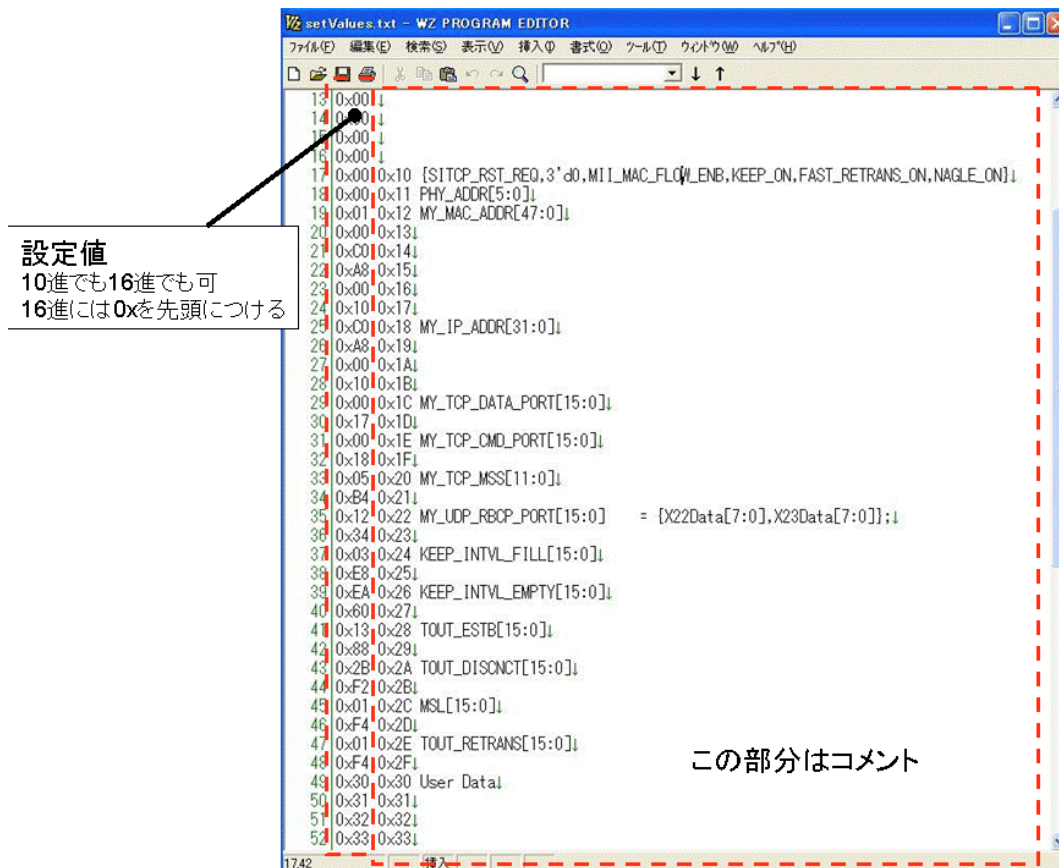 setValues.txt - WZ PROGRAM EDITOR
ファイル(F) 編集(E) 検索(S) 表示(V) 挿入(I) 書式(O) ツール(T) ウィンドウ(W) ヘルプ(H)
13 0x00↓
14 0x00↓
15 0x00↓
16 0x00↓
17 0x00 0x10 {SITCP_RST_REQ,3'd0,MII_MAC_FLOW_ENB,KEEP_ON,FAST_RETRANS_ON,NAGLE_ON}↓
18 0x00 0x11 PHY_ADDR[5:0]↓
19 0x01 0x12 MY_MAC_ADDR[47:0]↓
20 0x00 0x13↓
21 0xC0 0x14↓
22 0xA8 0x15↓
23 0x00 0x16↓
24 0x10 0x17↓
25 0xC0 0x18 MY_IP_ADDR[31:0]↓
26 0xA8 0x19↓
27 0x00 0x1A↓
28 0x10 0x1B↓
29 0x00 0x1C MY_TCP_DATA_PORT[15:0]↓
30 0x17 0x1D↓
31 0x00 0x1E MY_TCP_CMD_PORT[15:0]↓
32 0x18 0x1F↓
33 0x05 0x20 MY_TCP_MSS[11:0]↓
34 0xB4 0x21↓
35 0x12 0x22 MY_UDP_RBCP_PORT[15:0] = {X22Data[7:0],X23Data[7:0]};↓
36 0x34 0x23↓
37 0x03 0x24 KEEP_INTVL_FILL[15:0]↓
38 0xE8 0x25↓
39 0xEA 0x26 KEEP_INTVL_EMPTY[15:0]↓
40 0x60 0x27↓
41 0x13 0x28 TOUT_ESTB[15:0]↓
42 0x88 0x29↓
43 0x2B 0x2A TOUT_DISCNCT[15:0]↓
44 0xF2 0x2B↓
45 0x01 0x2C MSL[15:0]↓
46 0xF4 0x2D↓
47 0x01 0x2E TOUT_RETRANS[15:0]↓
48 0xF4 0x2F↓
49 0x30 0x30 User Data↓
50 0x31 0x31↓
51 0x32 0x32↓
52 0x33 0x33↓
設定値
10進でも16進でも可
16進には0xを先頭につける
この部分はコメント
17.42 挿入